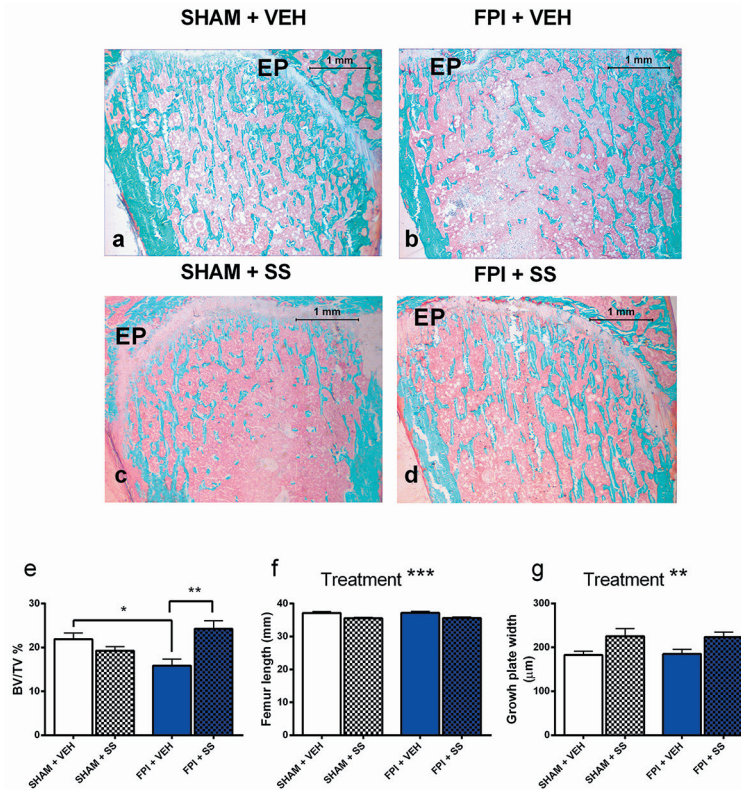 SHAM + VEH
FPI + VEH
EP
1 mm
a
EP
1 mm
b
SHAM + SS
FPI + SS
EP
1 mm
c
EP
1 mm
d
e
*
**
BV/TV %
30
20
10
0
SHAM + VEH
SHAM + SS
FPI + VEH
FPI + SS
f
Treatment ***
Femur length (mm)
40
30
20
10
0
SHAM + VEH
SHAM + SS
FPI + VEH
FPI + SS
g
Treatment **
Growh plate width
(μm)
300
200
100
0
SHAM + VEH
SHAM + SS
FPI + VEH
FPI + SS